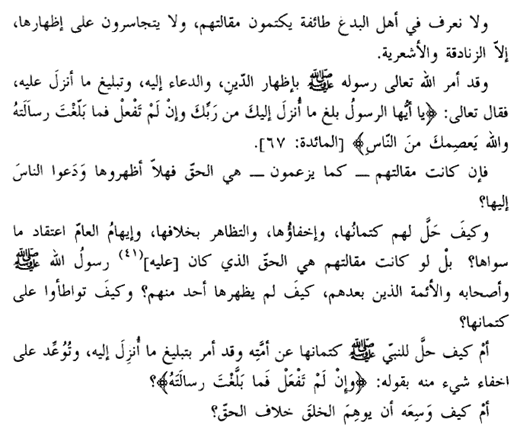 ولا نعرف في أهل البدع طائفة يكتمون مقالتهم، ولا يتجاسرون على إظهارها،
إلاّ الزنادقة والأشعرية.
وقد أمر الله تعالى رسوله ﷺ بإظهار الدّين، والدعاء إليه، وتبليغ ما أنزلَ عليه،
فقال تعالى: ﴿يا أيُّها الرسولُ بلغ ما أُنزلَ إليكَ من رَبِّكَ وإنْ لَمْ تَفْعلْ فما بَلّغْتَ رسالَتَهُ
والله يَعصِمكَ منَ النّاسِ﴾ [المائدة: ٦٧].
فإن كانت مقالتهم ــ كما يزعمون ــ هي الحقّ فهلاّ أظهروها وَدَعوا الناسَ
إليها؟
وكيفَ حَلَّ لهم كتمانُها، وإخفاؤُها، والتظاهر بخلافها، وإيهامُ العامّ اعتقاد ما
سواها؟ بلْ لو كانت مقالتهم هي الحقّ الذي كان [عليه](٤١) رسولُ الله ﷺ
وأصحابه والأئمة الذين بعدهم، كيفَ لم يظهرها أحد منهم؟ وكيفَ تواطأوا على
كتمانها؟
أمْ كيف حلَّ للنبيّ ﷺ كتمانها عن أمّتِه وقد أمر بتبليغ ما أُنزِلَ إليه، وتُوُعِّد على
اخفاء شيء منه بقوله: ﴿وإنْ لَمْ تَفْعَلْ فَما بَلَّغْتَ رسالَتَهُ﴾؟
أمْ كيفَ وَسِعَه أن يوهِمَ الخلقَ خلاف الحقّ؟